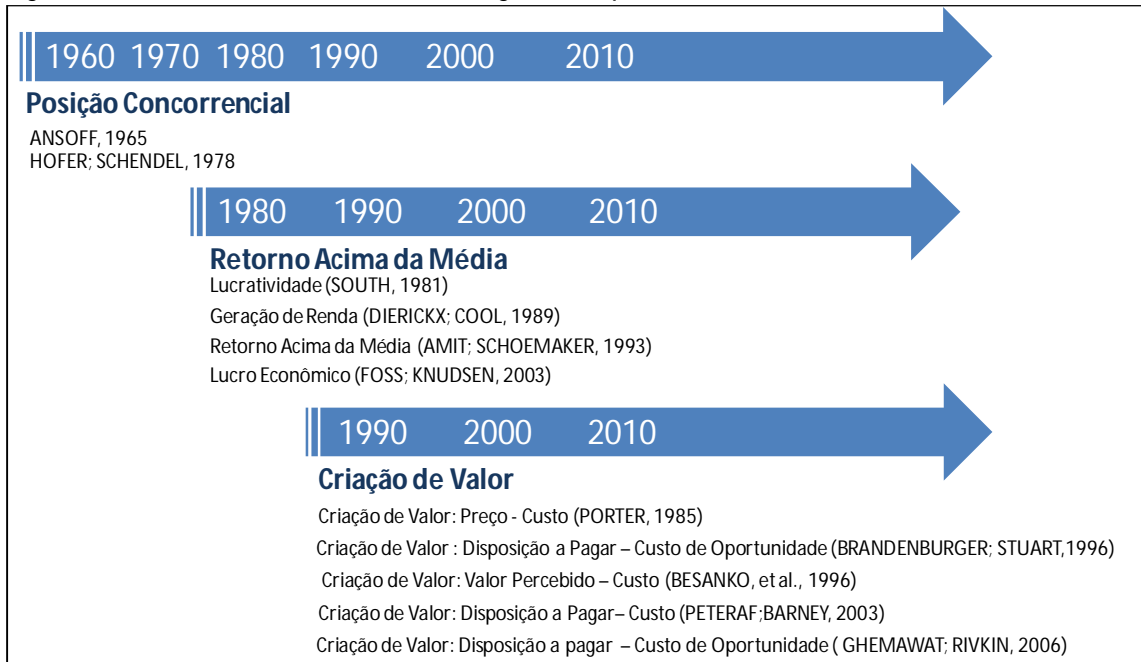 1960 1970 1980 1990 2000 2010
Posição Concorrencial
ANSOFF, 1965
HOFER; SCHENDEL, 1978
1980 1990 2000 2010
Retorno Acima da Média
Lucratividade (SOUTH, 1981)
Geração de Renda (DIERICKX; COOL, 1989)
Retorno Acima da Média (AMIT; SCHOEMAKER, 1993)
Lucro Econômico (FOSS; KNUDSEN, 2003)
1990 2000 2010
Criação de Valor
Criação de Valor: Preço - Custo (PORTER, 1985)
Criação de Valor : Disposição a Pagar – Custo de Oportunidade (BRANDENBURGER; STUART,1996)
Criação de Valor: Valor Percebido – Custo (BESANKO, et al., 1996)
Criação de Valor: Disposição a Pagar– Custo (PETERAF;BARNEY, 2003)
Criação de Valor: Disposição a pagar – Custo de Oportunidade ( GHEMAWAT; RIVKIN, 2006)